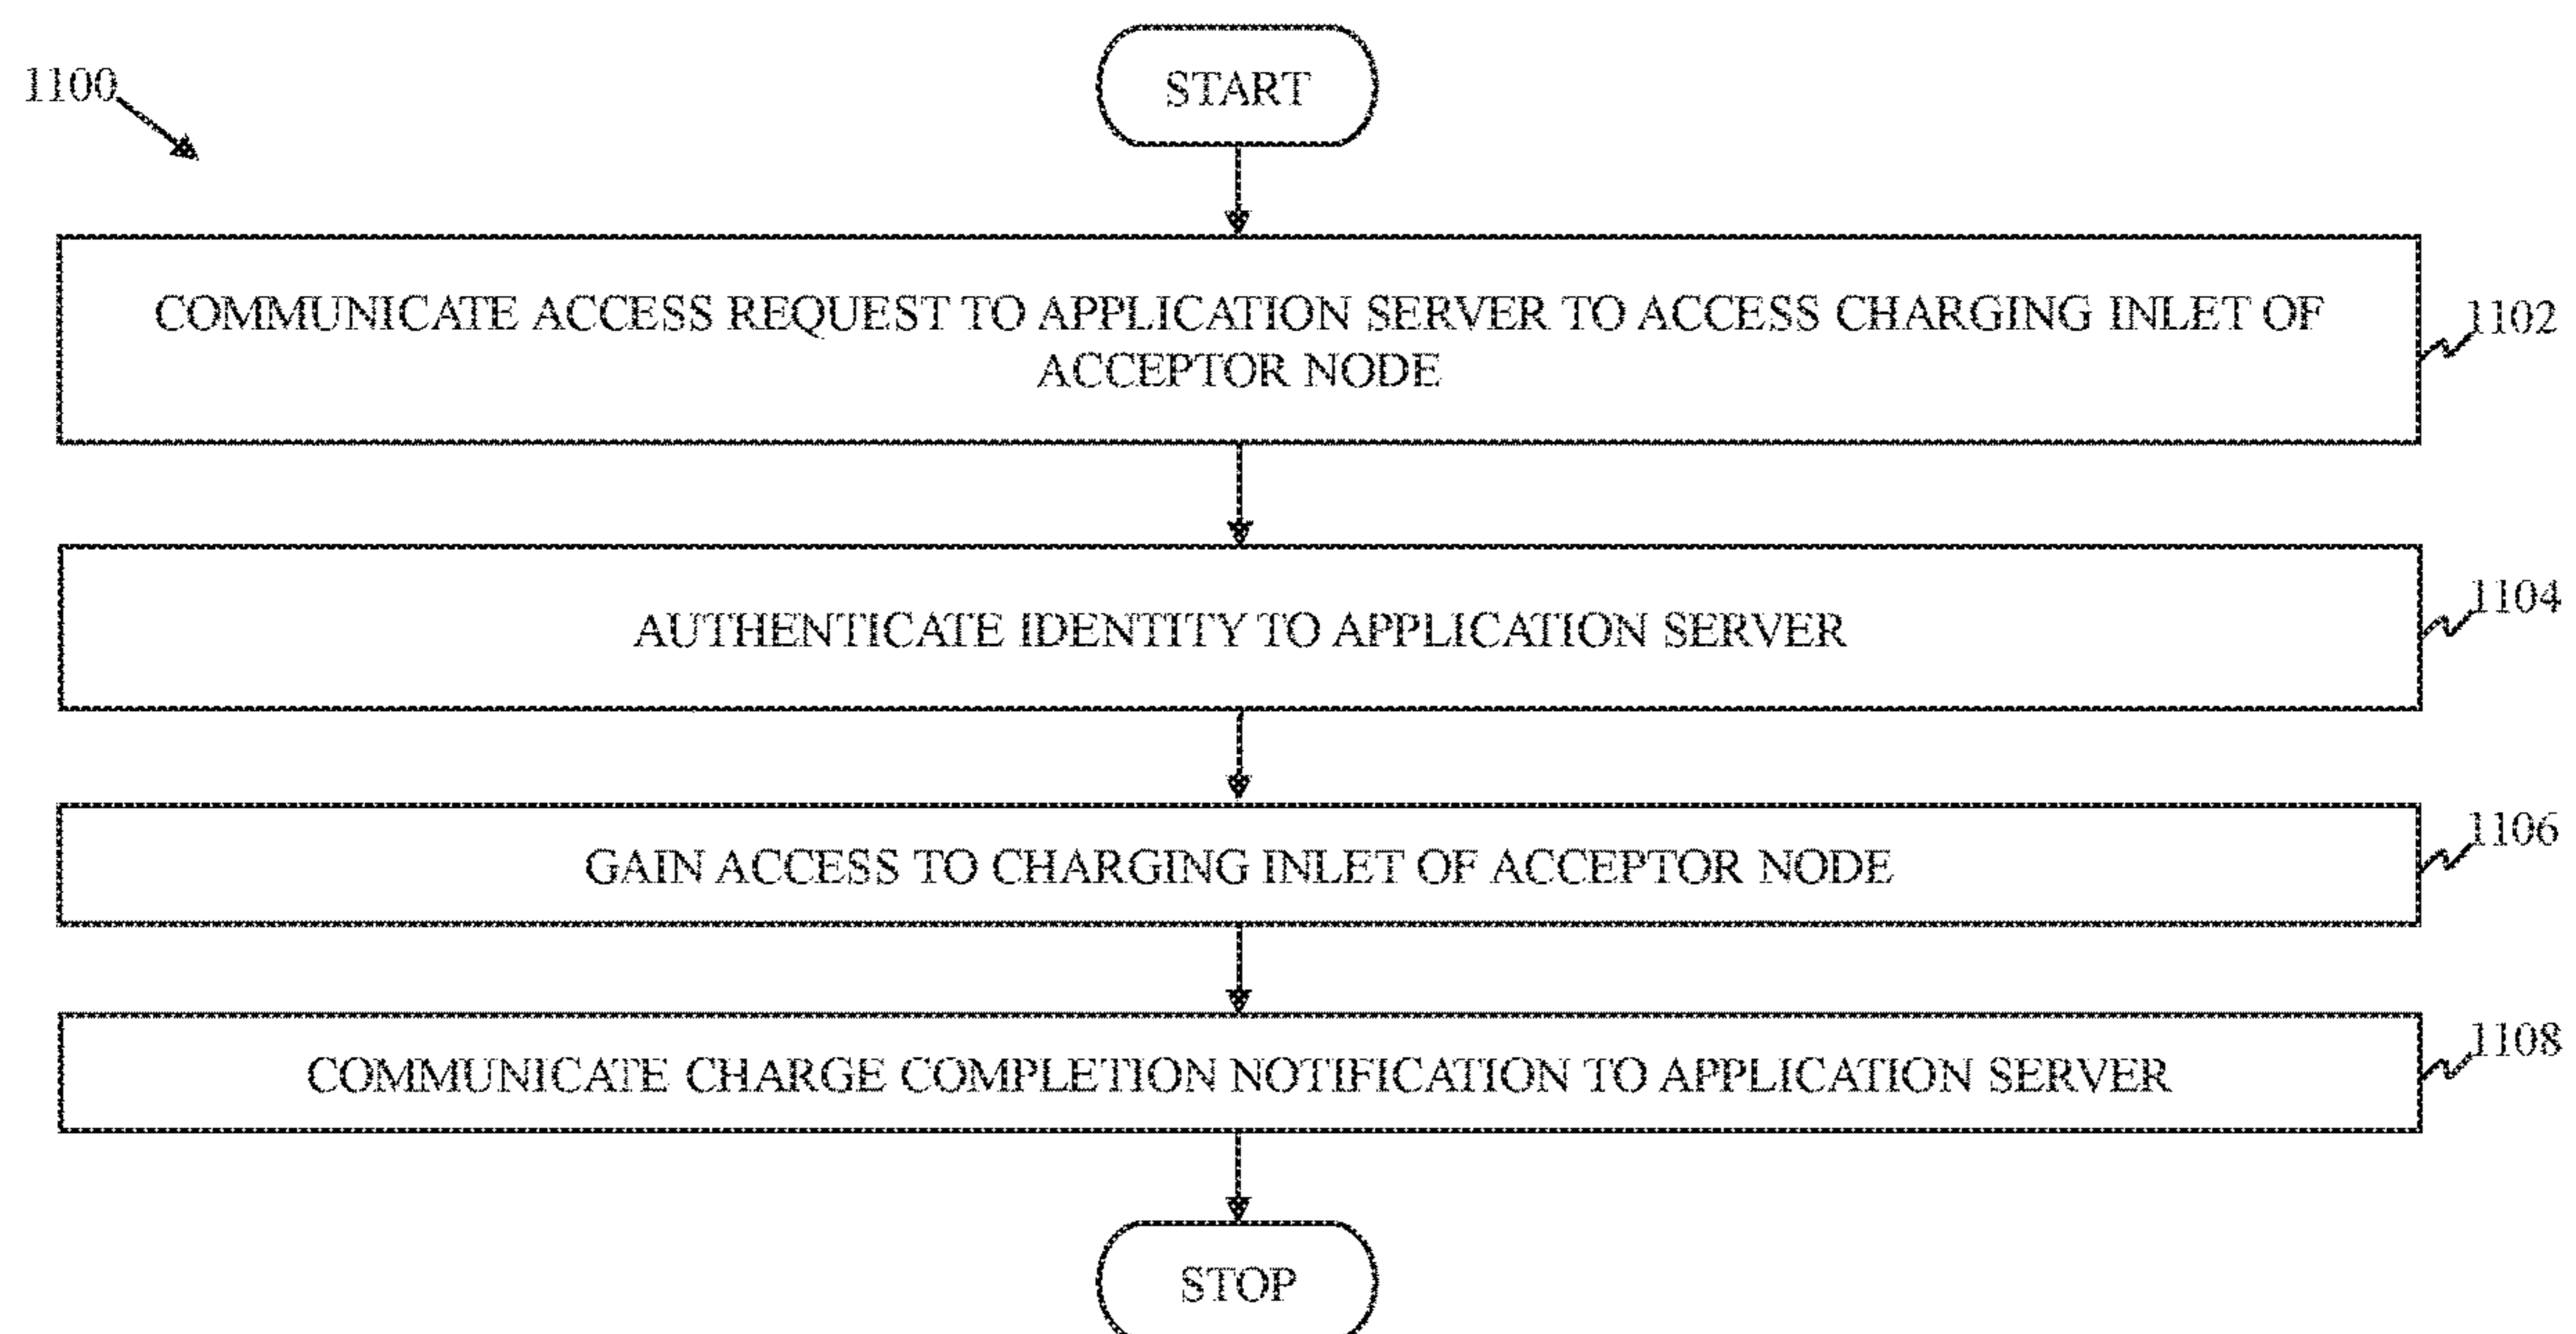 1100
START
COMMUNICATE ACCESS REQUEST TO APPLICATION SERVER TO ACCESS CHARGING INLET OF
ACCEPTOR NODE
1102
AUTHENTICATE IDENTITY TO APPLICATION SERVER
1104
GAIN ACCESS TO CHARGING INLET OF ACCEPTOR NODE
1106
COMMUNICATE CHARGE COMPLETION NOTIFICATION TO APPLICATION SERVER
1108
STOP